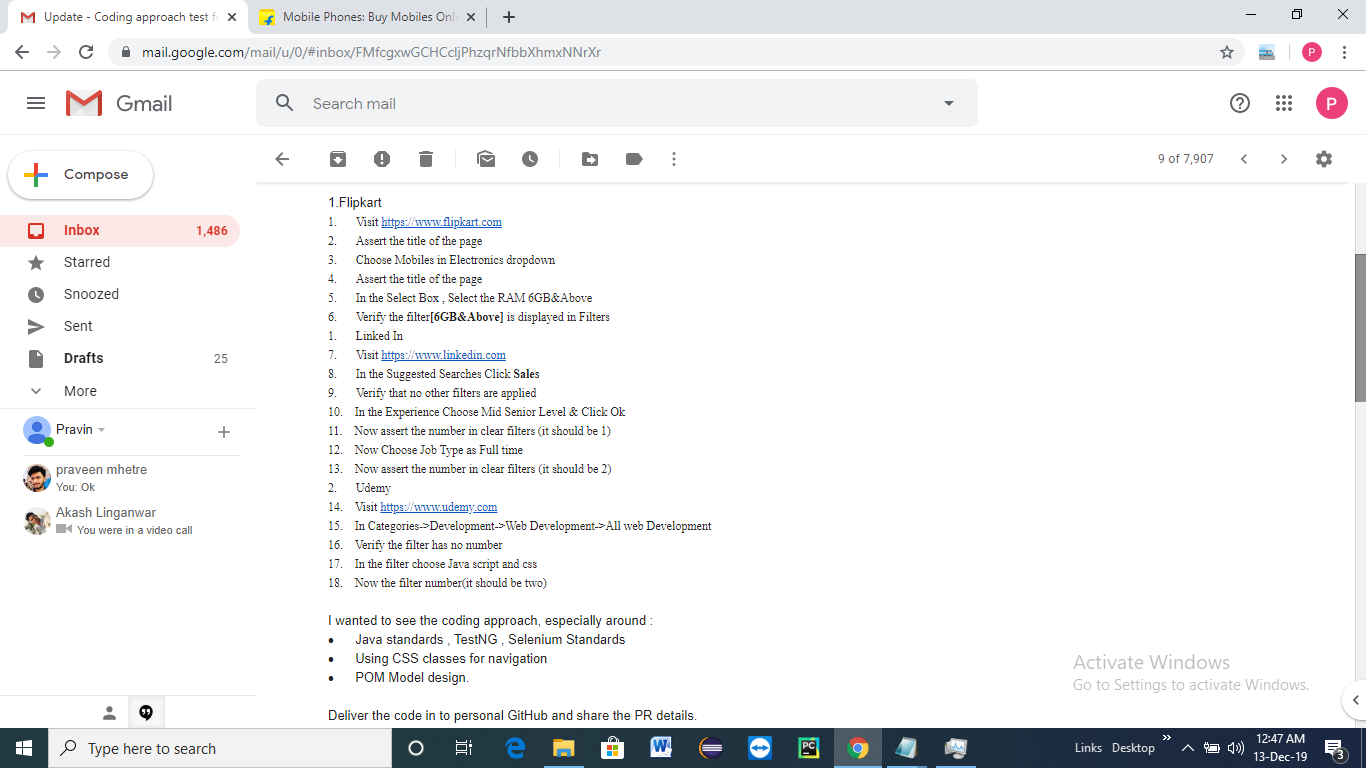 Update - Coding approach test fo
Mobile Phones: Buy Mobiles Onli
mail.google.com/mail/u/0/#inbox/FMfcgxwGCHCcljPhzqrNfbbXhmxNNrXr
P
Gmail
Search mail
P
Compose
9 of 7,907
Inbox 1,486
Starred
Snoozed
Sent
Drafts 25
More
Pravin
praveen mhetre
You: Ok
Akash Linganwar
You were in a video call
1.Flipkart
1. Visit https://www.flipkart.com
2. Assert the title of the page
3. Choose Mobiles in Electronics dropdown
4. Assert the title of the page
5. In the Select Box , Select the RAM 6GB&Above
6. Verify the filter[6GB&Above] is displayed in Filters
1. Linked In
7. Visit https://www.linkedin.com
8. In the Suggested Searches Click Sales
9. Verify that no other filters are applied
10. In the Experience Choose Mid Senior Level & Click Ok
11. Now assert the number in clear filters (it should be 1)
12. Now Choose Job Type as Full time
13. Now assert the number in clear filters (it should be 2)
2. Udemy
14. Visit https://www.udemy.com
15. In Categories->Development->Web Development->All web Development
16. Verify the filter has no number
17. In the filter choose Java script and css
18. Now the filter number(it should be two)
I wanted to see the coding approach, especially around :
• Java standards , TestNG , Selenium Standards
• Using CSS classes for navigation
• POM Model design.
Deliver the code in to personal GitHub and share the PR details.
Activate Windows
Go to Settings to activate Windows.
Type here to search
PC
Links Desktop
12:47 AM
13-Dec-19
3